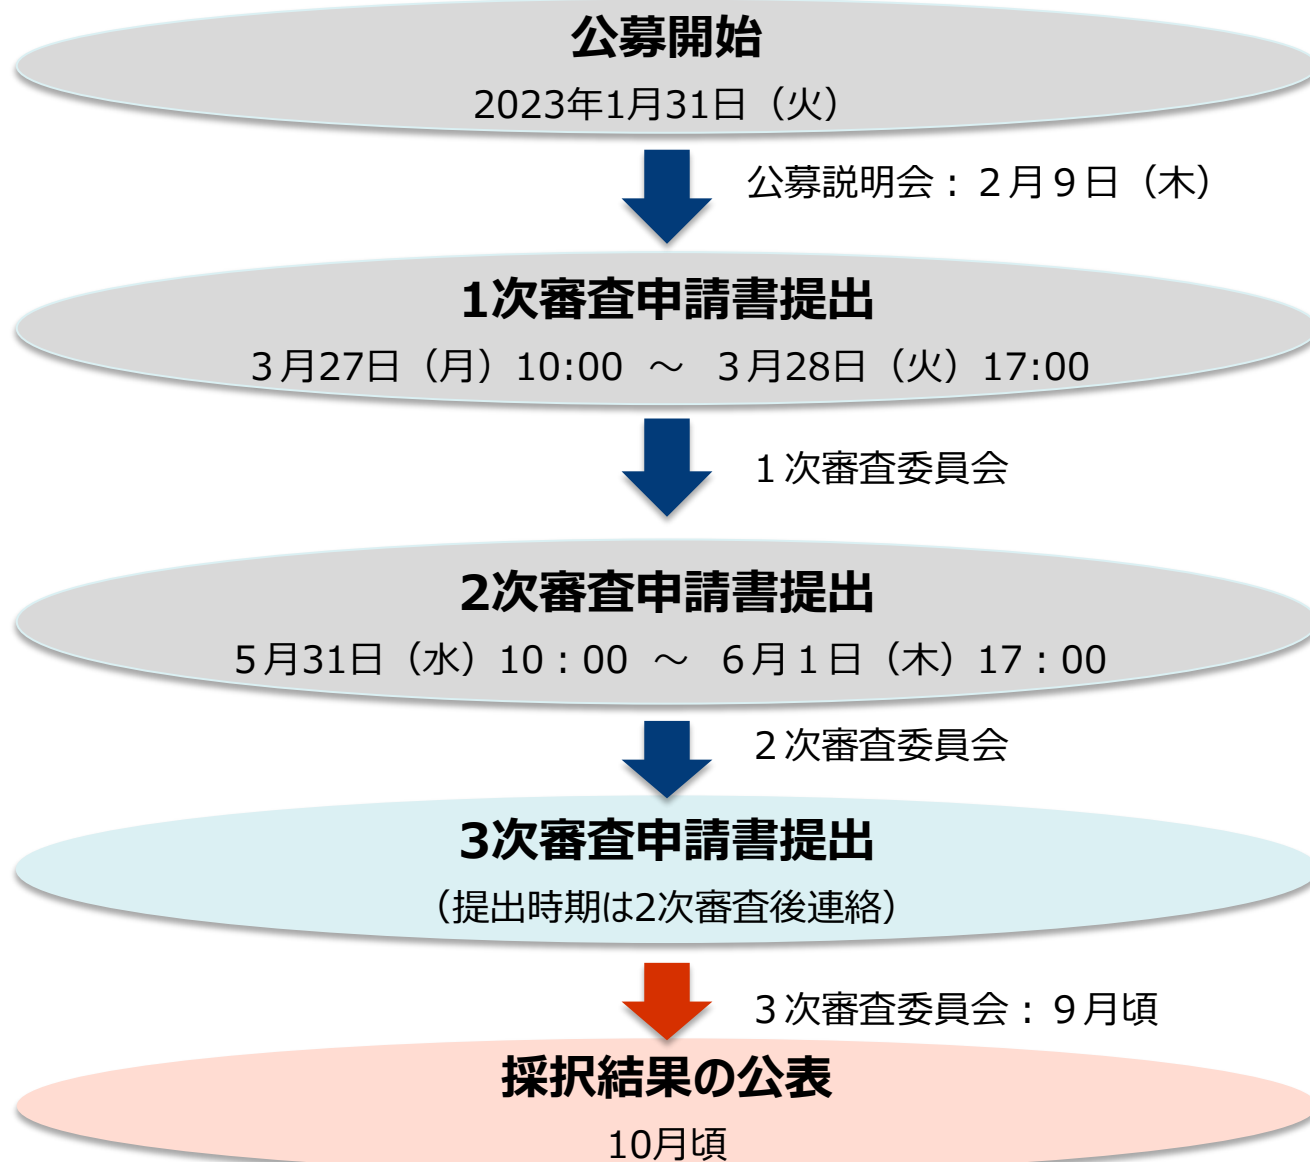 公募開始
2023年1月31日（火）
公募説明会：２月９日（木）
1次審査申請書提出
３月27日（月）10:00 ～ ３月28日（火）17:00
１次審査委員会
2次審査申請書提出
５月31日（水）10：00 ～ ６月１日（木）17：00
２次審査委員会
3次審査申請書提出
（提出時期は2次審査後連絡）
３次審査委員会：９月頃
採択結果の公表
10月頃